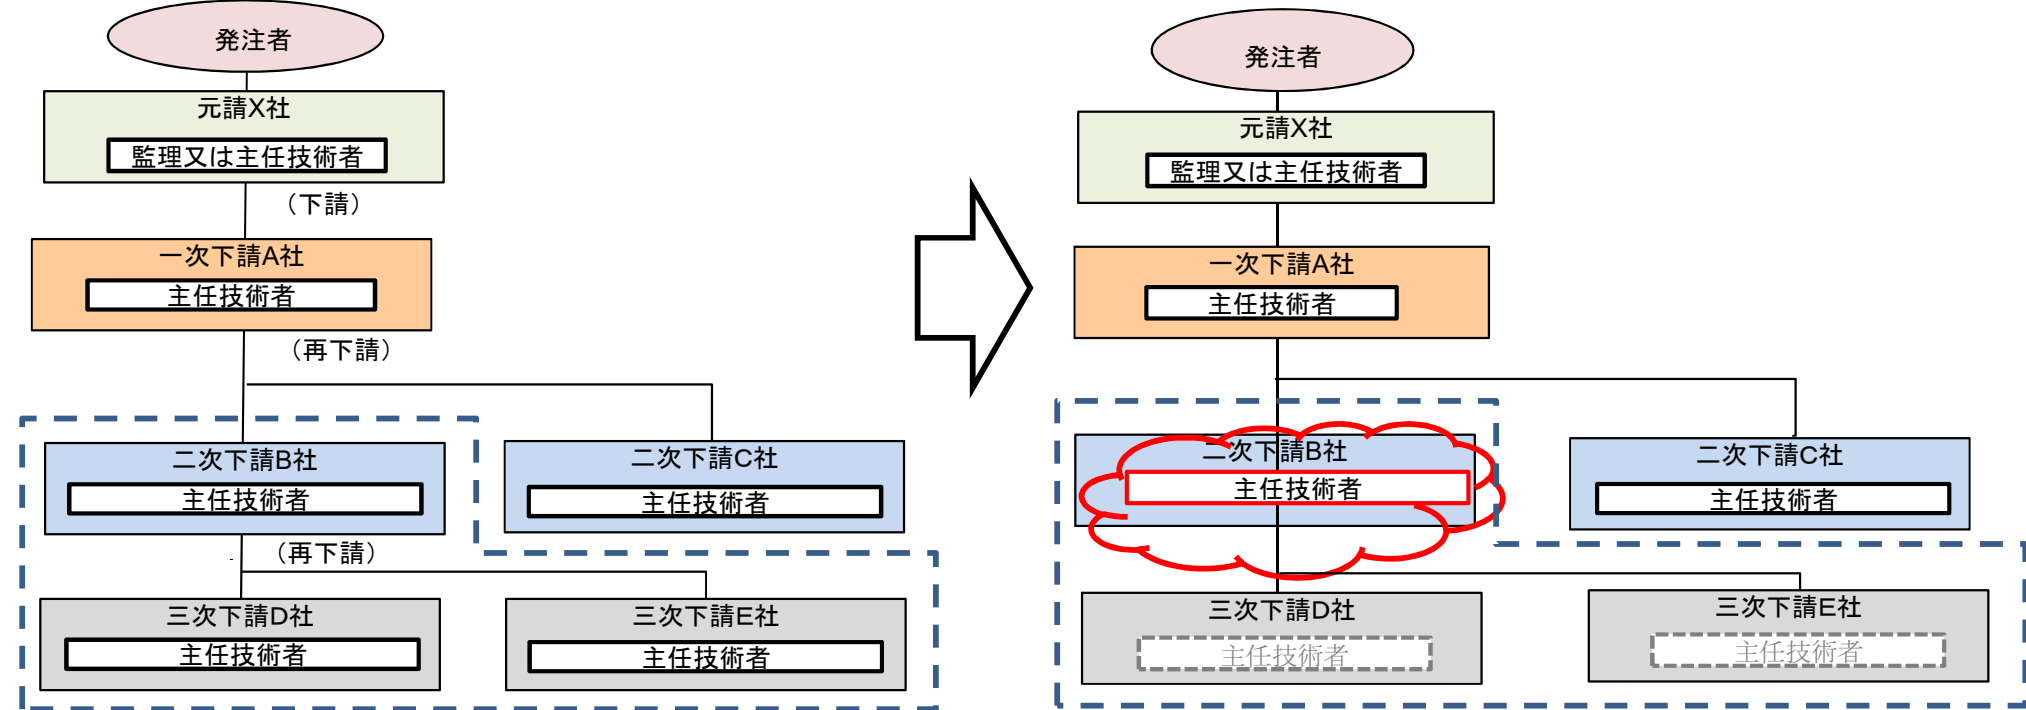 発注者
元請X社
監理又は主任技術者
（下請）
一次下請A社
主任技術者
（再下請）
二次下請B社
主任技術者
二次下請C社
主任技術者
（再下請）
三次下請D社
主任技術者
三次下請E社
主任技術者
発注者
元請X社
監理又は主任技術者
一次下請A社
主任技術者
二次下請B社
主任技術者
二次下請C社
主任技術者
三次下請D社
主任技術者
三次下請E社
主任技術者